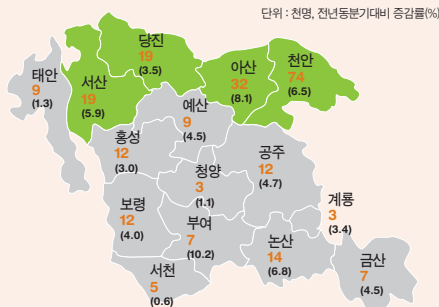 단위 : 천명, 전년동분기대비 증감률(%)
당진
19
(3.5)
태안
9
(1.3)
서산
19
(5.9)
아산
32
(8.1)
천안
74
(6.5)
예산
9
(4.5)
홍성
12
(3.0)
공주
12
(4.7)
청양
3
(1.1)
계룡
3
(3.4)
보령
12
(4.0)
부여
7
(10.2)
논산
14
(6.8)
금산
7
(4.5)
서천
5
(0.6)